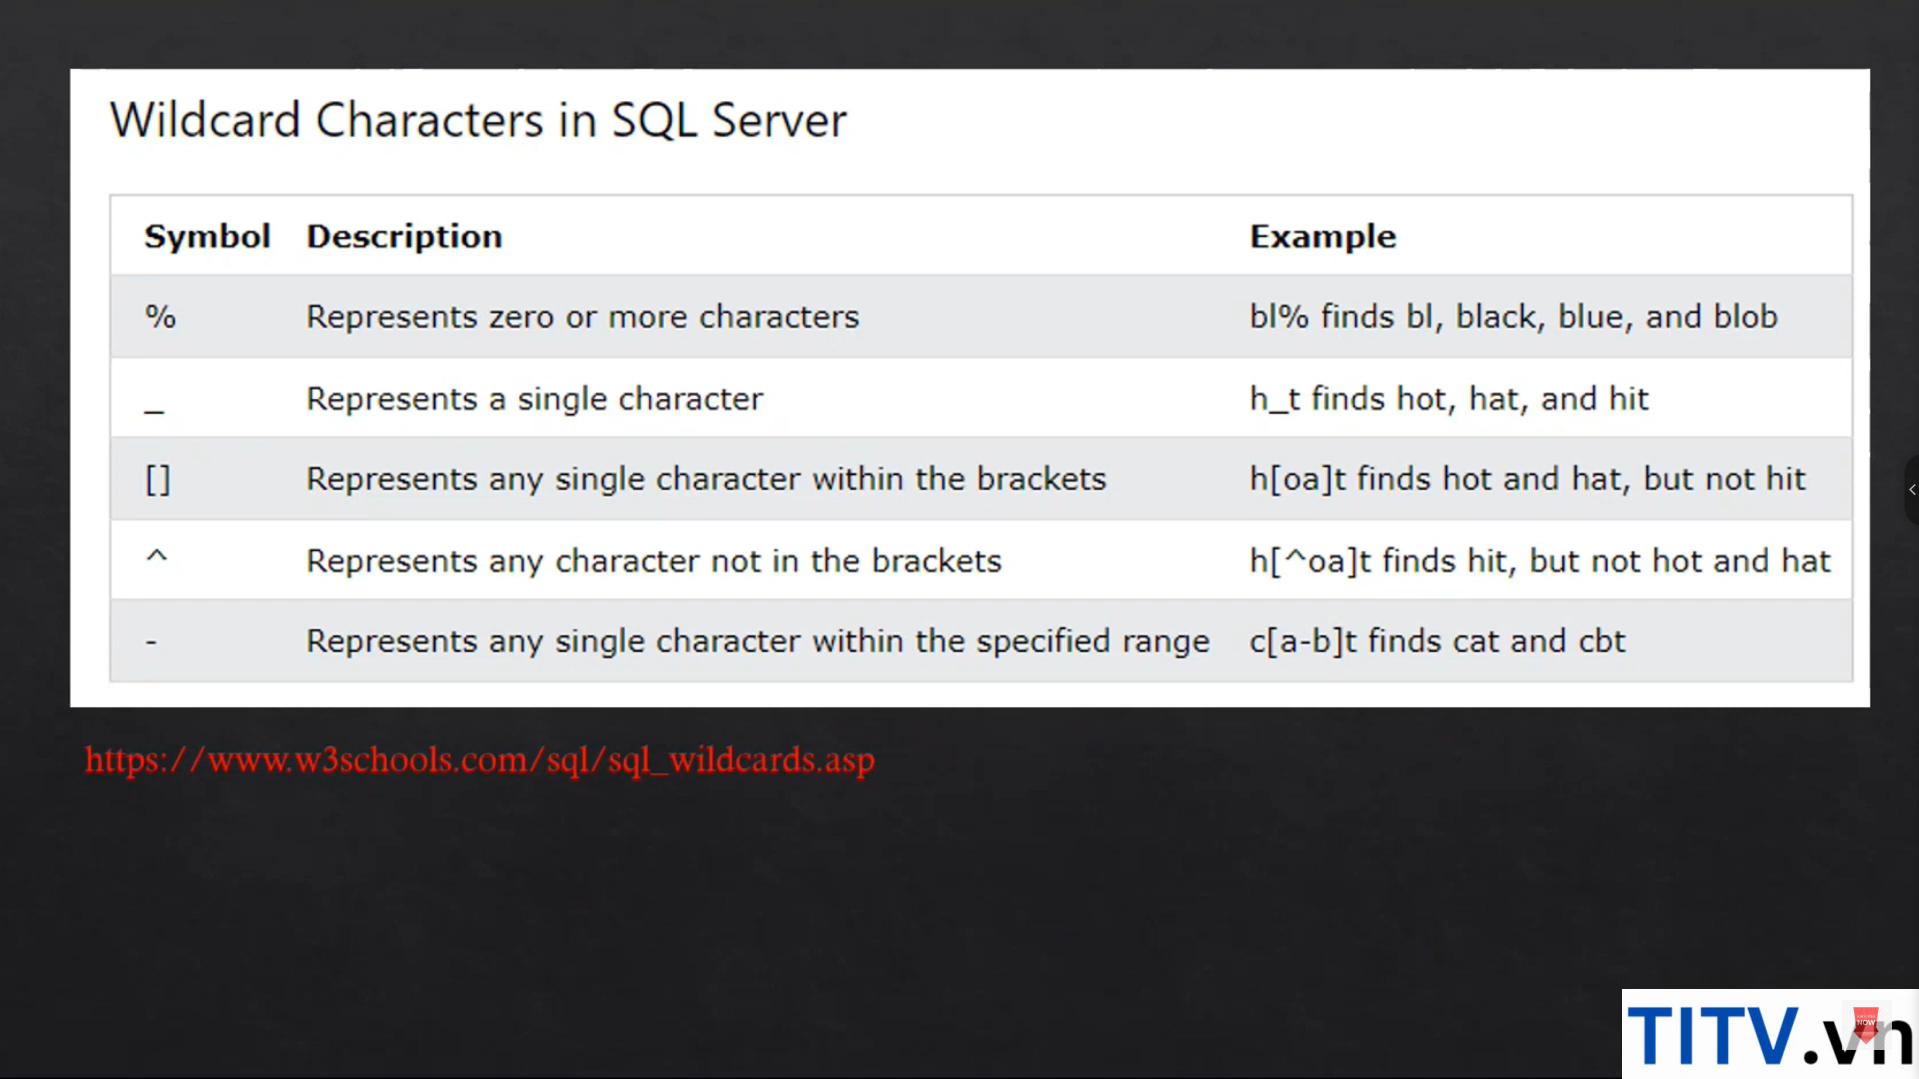 Wildcard Characters in SQL Server
Symbol Description Example
% Represents zero or more characters bl% finds bl, black, blue, and blob
_ Represents a single character h_t finds hot, hat, and hit
[] Represents any single character within the brackets h[oa]t finds hot and hat, but not hit
^ Represents any character not in the brackets h[^oa]t finds hit, but not hot and hat
- Represents any single character within the specified range c[a-b]t finds cat and cbt
https://www.w3schools.com/sql/sql_wildcards.asp
TITV.vn
NOW